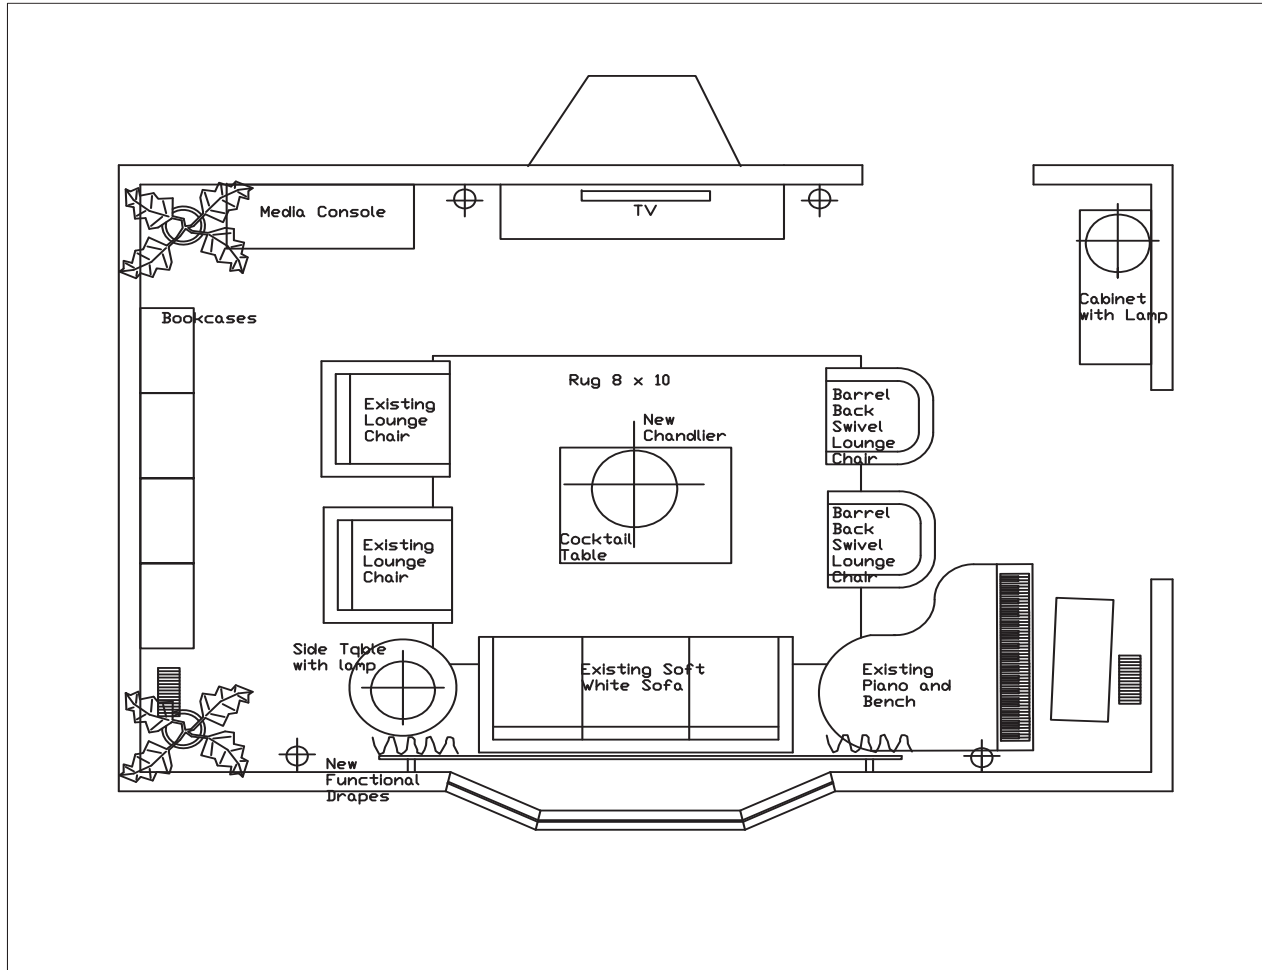 Media Console
TV
Bookcases
Cabinet
with Lamp
Rug 8 x 10
Existing
Lounge
Chair
New
Chandlier
Barrel
Back
Swivel
Lounge
Chair
Existing
Lounge
Chair
Cocktail
Table
Barrel
Back
Swivel
Lounge
Chair
Side Tqble
with lamp
Existing Soft
White Sofa
Existing
Piano and
Bench
New
Functional
Drapes